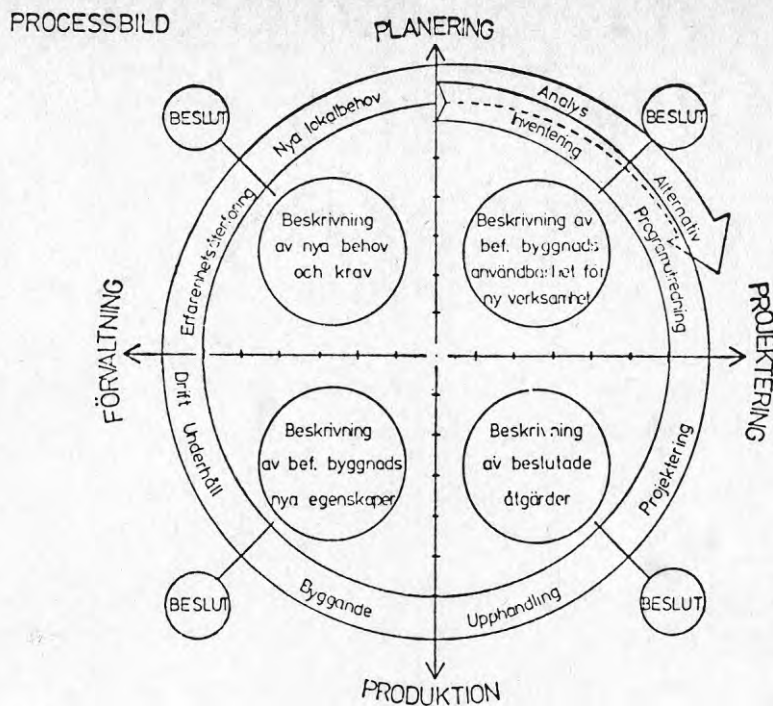 PROCESSBILD
PLANERING
BESLUT
Nya lokalbehov
Analys
Inventering
BESLUT
Alternativ
Programutredning
Erfarenhetsåterföring
Beskrivning
av nya behov
och krav
Beskrivning av
bef. byggnads
användbarhet för
ny verksamhet
FÖRVALTNING
PROJEKTERING
Drift Underhåll
Beskrivning
av bef. byggnads
nya egenskaper
Beskrivning
av beslutade
åtgärder
Projektering
BESLUT
Byggande
Upphandling
BESLUT
PRODUKTION